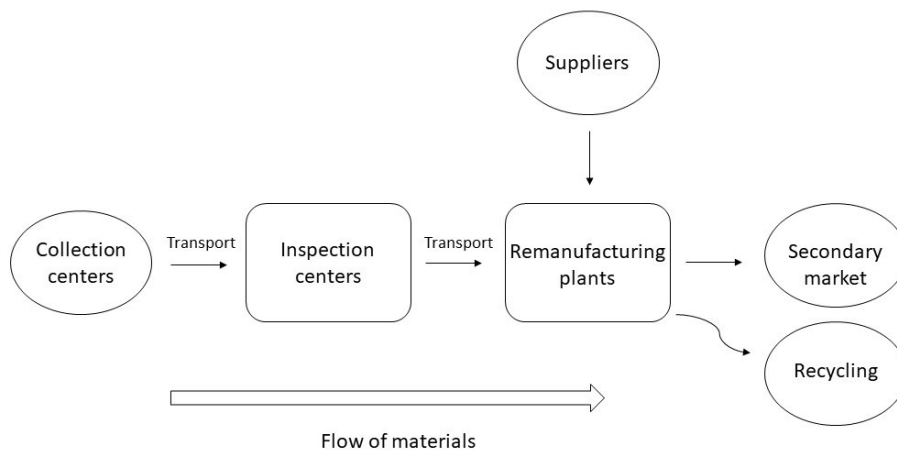 Suppliers
Collection
centers
Transport
Inspection
centers
Transport
Remanufacturing
plants
Secondary
market
Recycling
Flow of materials